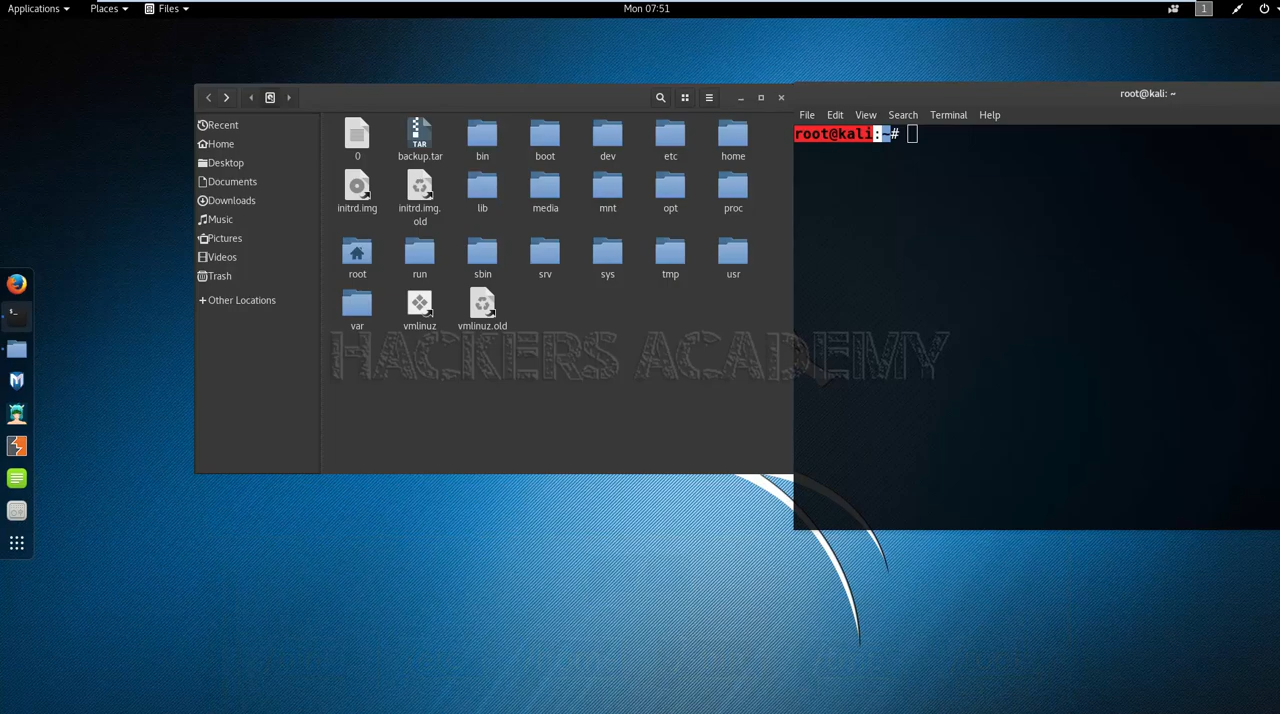 Applications Places Files Mon 07:51 1
root@kali: ~
File Edit View Search Terminal Help
root@kali:~#
Recent
Home
Desktop
Documents
Downloads
Music
Pictures
Videos
Trash
+ Other Locations
0 backup.tar bin boot dev etc home
TAR
initrd.img initrd.img. lib media mnt opt proc
old
root run sbin srv sys tmp usr
var vmlinuz vmlinuz.old
HACKERS ACADEMY